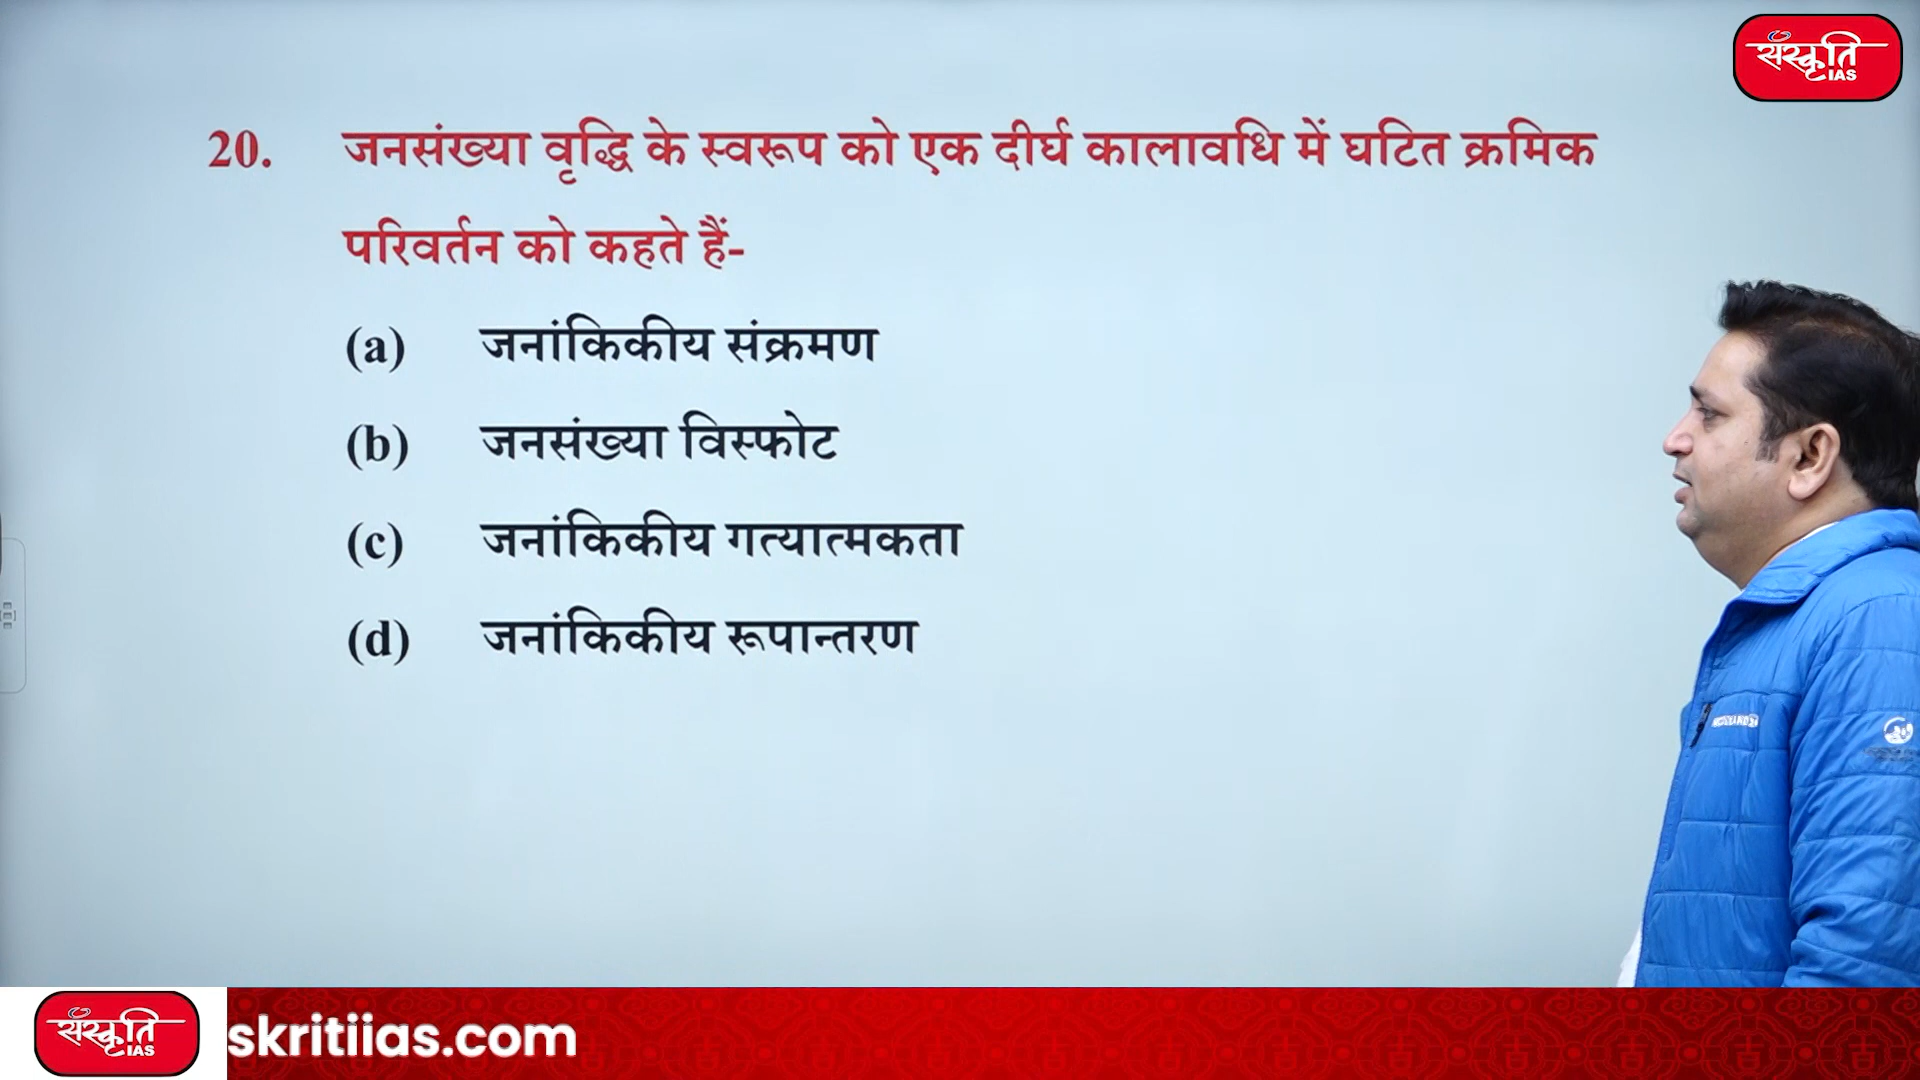 संस्कृति
IAS
20. जनसंख्या वृद्धि के स्वरूप को एक दीर्घ कालावधि में घटित क्रमिक
परिवर्तन को कहते हैं-
(a) जनांकिकीय संक्रमण
(b) जनसंख्या विस्फोट
(c) जनांकिकीय गत्यात्मकता
(d) जनांकिकीय रूपान्तरण
संस्कृति
IAS
skritiias.com